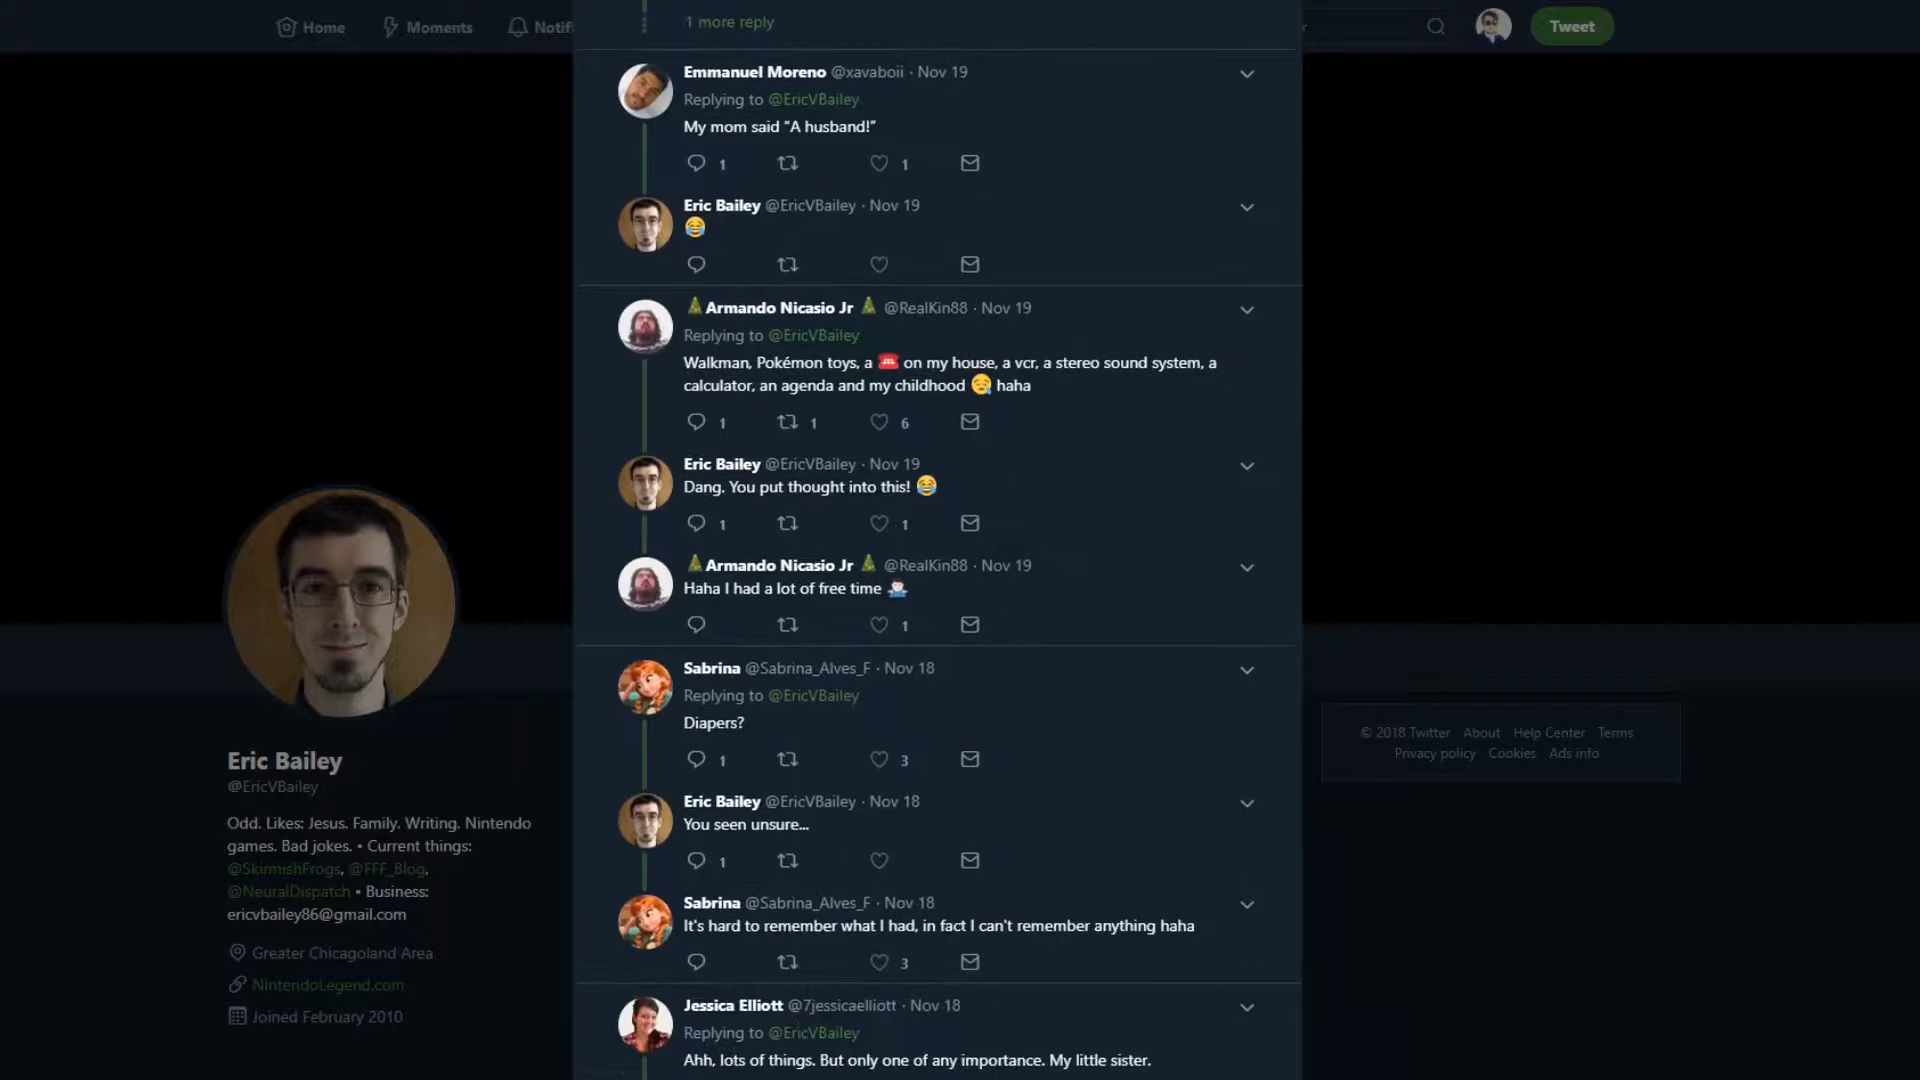 Home
Moments
Notifi
Tweet
1 more reply
Emmanuel Moreno @xavaboii · Nov 19
Replying to @EricVBailey
My mom said “A husband!”
1 1
Eric Bailey @EricVBailey · Nov 19
😂
🎄Armando Nicasio Jr 🎄 @RealKin88 · Nov 19
Replying to @EricVBailey
Walkman, Pokémon toys, a ☎️ on my house, a vcr, a stereo sound system, a
calculator, an agenda and my childhood 😪 haha
1 1 6
Eric Bailey @EricVBailey · Nov 19
Dang. You put thought into this! 😂
1 1
🎄Armando Nicasio Jr 🎄 @RealKin88 · Nov 19
Haha I had a lot of free time 🤷🏻‍♂️
1
Sabrina @Sabrina_Alves_F · Nov 18
Replying to @EricVBailey
Diapers?
1 3
Eric Bailey @EricVBailey · Nov 18
You seen unsure...
1
Sabrina @Sabrina_Alves_F · Nov 18
It's hard to remember what I had, in fact I can't remember anything haha
3
Jessica Elliott @7jessicaelliott · Nov 18
Replying to @EricVBailey
Ahh, lots of things. But only one of any importance. My little sister.
Eric Bailey
@EricVBailey
Odd. Likes: Jesus. Family. Writing. Nintendo
games. Bad jokes. • Current things:
@SkirmishFrogs, @FFF_Blog,
@NeuralDispatch • Business:
ericvbailey86@gmail.com
Greater Chicagoland Area
NintendoLegend.com
Joined February 2010
© 2018 Twitter About Help Center Terms
Privacy policy Cookies Ads info